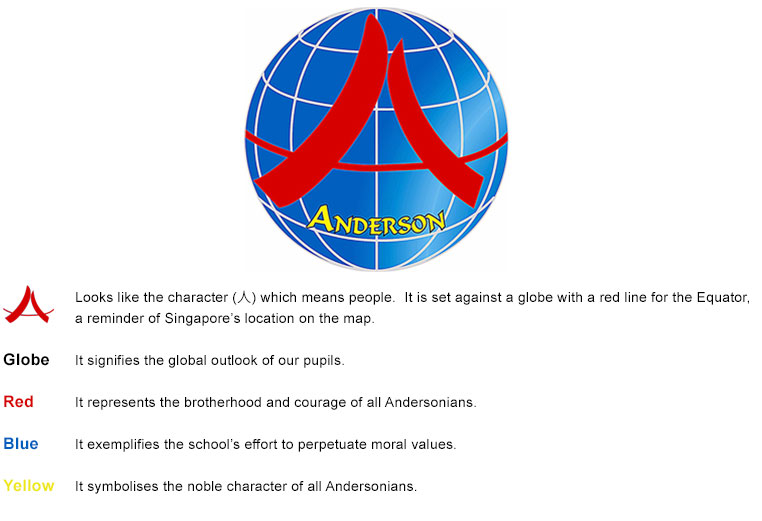 ANDERSON
Looks like the character (人) which means people.  It is set against a globe with a red line for the Equator,
a reminder of Singapore's location on the map.
Globe It signifies the global outlook of our pupils.
Red It represents the brotherhood and courage of all Andersonians.
Blue It exemplifies the school's effort to perpetuate moral values.
Yellow It symbolises the noble character of all Andersonians.